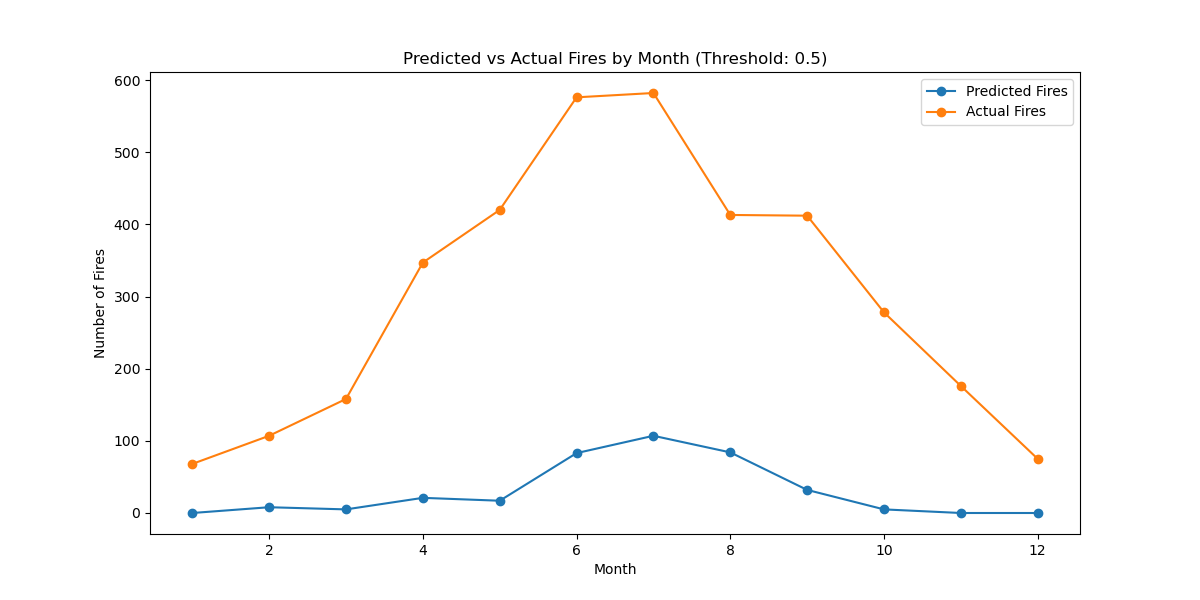 Predicted vs Actual Fires by Month (Threshold: 0.5)
Predicted Fires
Actual Fires
Number of Fires
600
500
400
300
200
100
0
2 4 6 8 10 12
Month